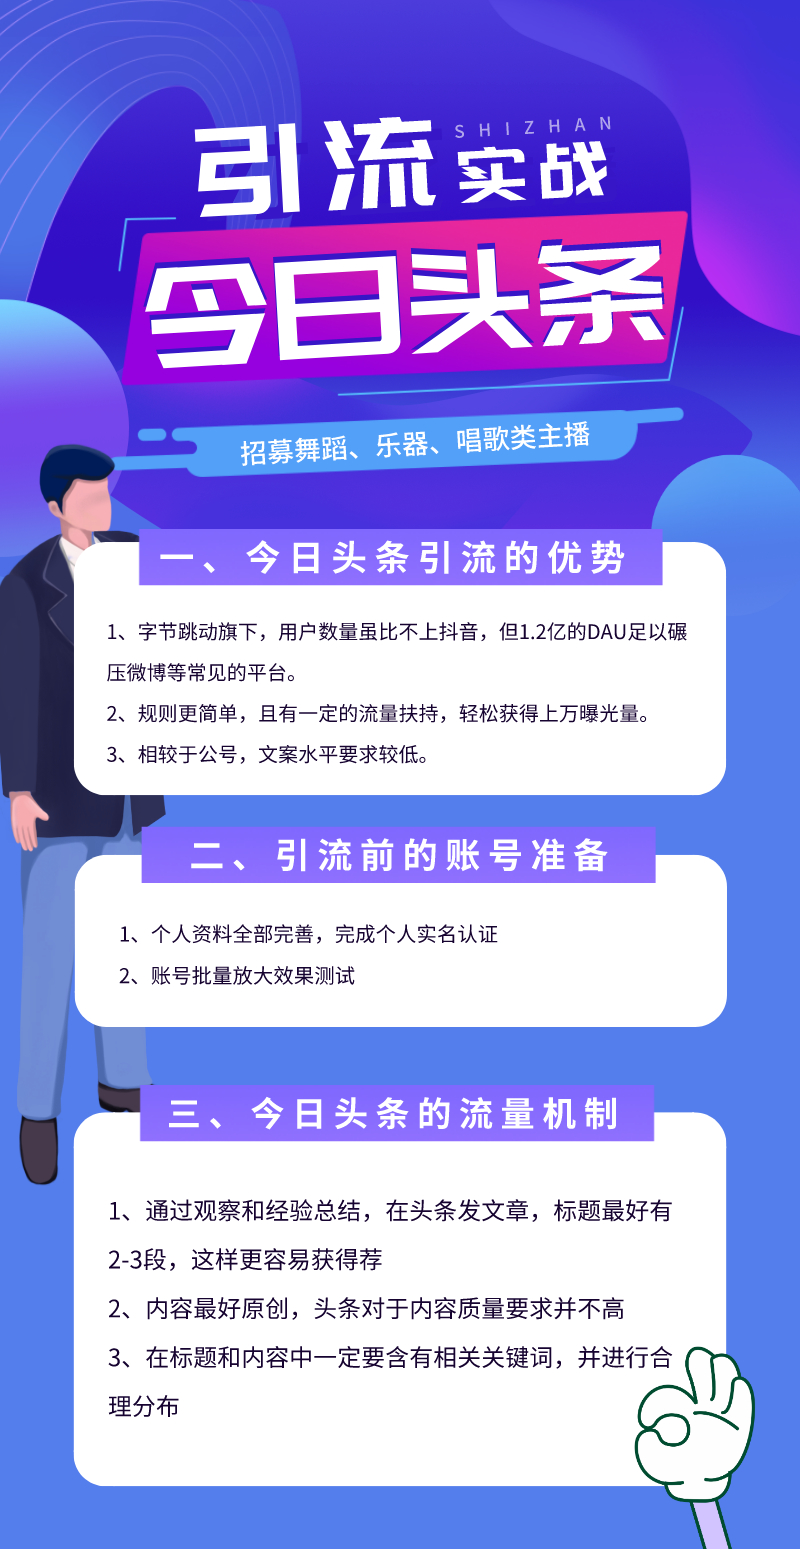 引流实战
SHIZHAN
今日头条
招募舞蹈、乐器、唱歌类主播
一、今日头条引流的优势
1、字节跳动旗下，用户数量虽比不上抖音，但1.2亿的DAU足以碾
压微博等常见的平台。
2、规则更简单，且有一定的流量扶持，轻松获得上万曝光量。
3、相较于公号，文案水平要求较低。
二、引流前的账号准备
1、个人资料全部完善，完成个人实名认证
2、账号批量放大效果测试
三、今日头条的流量机制
1、通过观察和经验总结，在头条发文章，标题最好有
2-3段，这样更容易获得荐
2、内容最好原创，头条对于内容质量要求并不高
3、在标题和内容中一定要含有相关关键词，并进行合
理分布